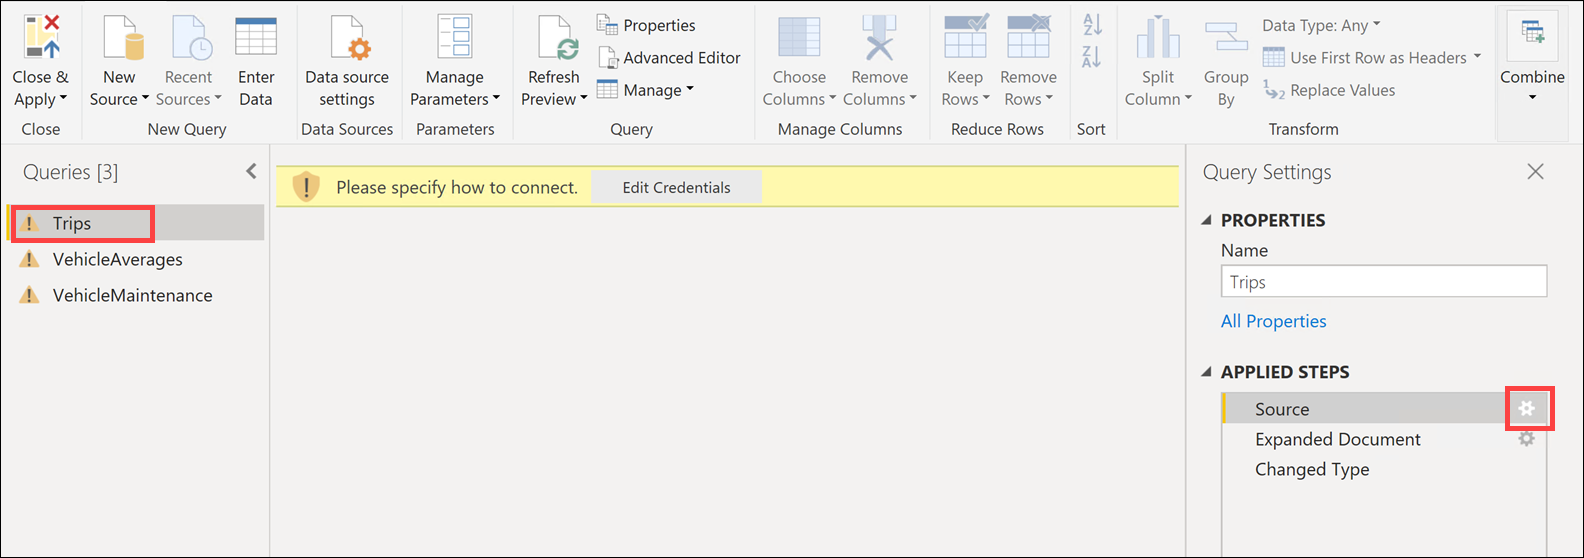 Close &
Apply
Close
New
Source
Recent
Sources
Enter
Data
New Query
Data source
settings
Data Sources
Manage
Parameters
Parameters
Refresh
Preview
Properties
Advanced Editor
Manage
Query
Choose
Columns
Remove
Columns
Manage Columns
Keep
Rows
Remove
Rows
Reduce Rows
A
Z
Z
A
Sort
Split
Column
Group
By
Data Type: Any
Use First Row as Headers
1
2
Replace Values
Transform
Combine
Queries [3]
Trips
VehicleAverages
VehicleMaintenance
Please specify how to connect.
Edit Credentials
Query Settings
PROPERTIES
Name
Trips
All Properties
APPLIED STEPS
Source
Expanded Document
Changed Type